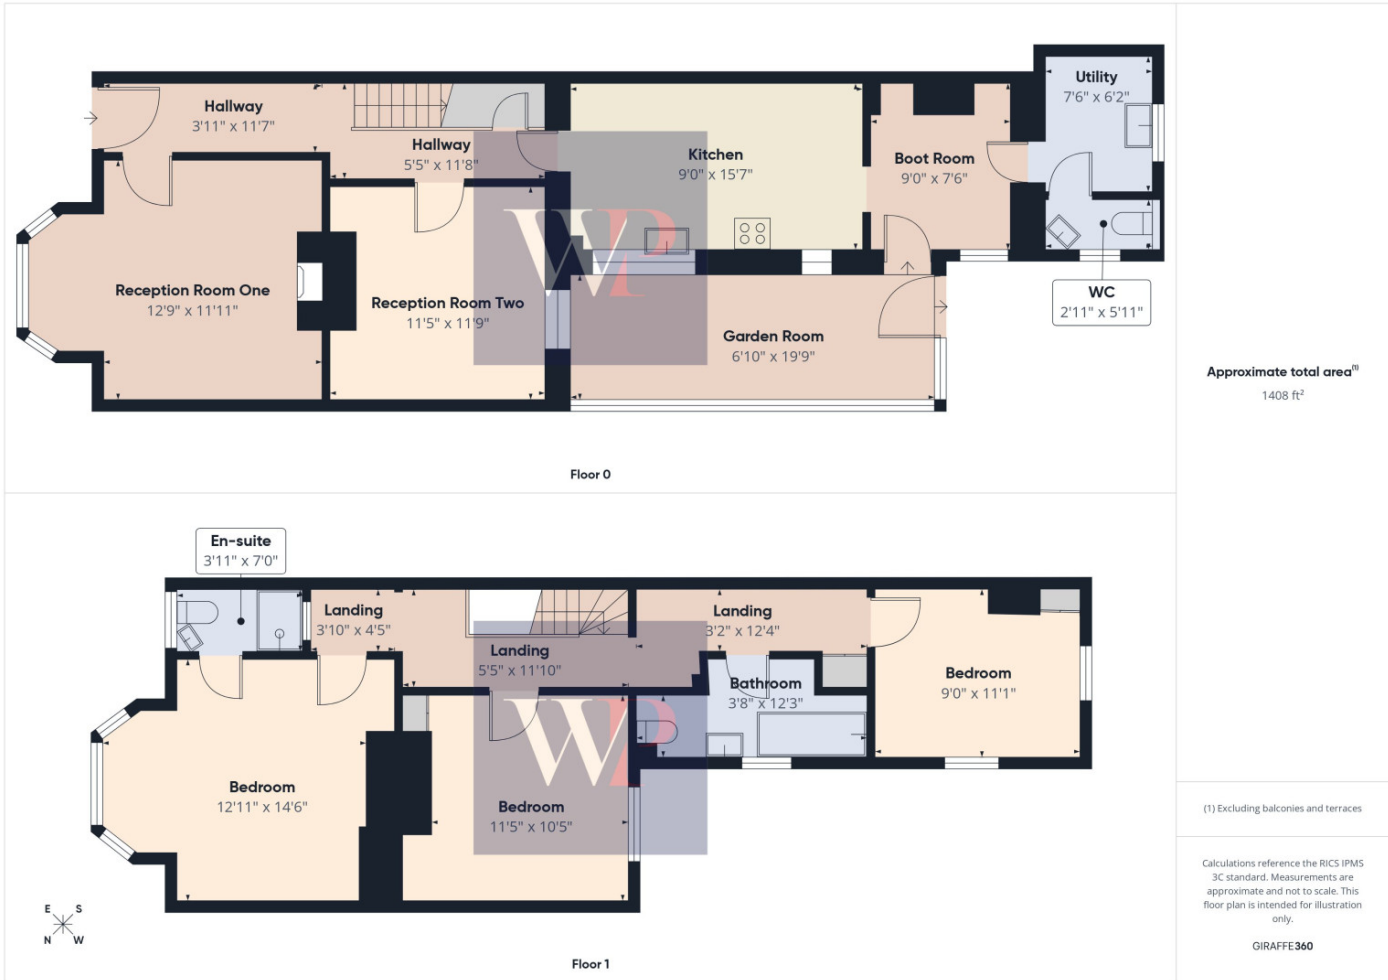 Hallway
3'11" x 11'7"
Hallway
5'5" x 11'8"
Kitchen
9'0" x 15'7"
Boot Room
9'0" x 7'6"
Utility
7'6" x 6'2"
WC
2'11" x 5'11"
Reception Room One
12'9" x 11'11"
Reception Room Two
11'5" x 11'9"
Garden Room
6'10" x 19'9"
WP
Floor 0
Approximate total area(1)
1408 ft²
En-suite
3'11" x 7'0"
Landing
3'10" x 4'5"
Landing
5'5" x 11'10"
Landing
3'2" x 12'4"
Bathroom
3'8" x 12'3"
Bedroom
9'0" x 11'1"
Bedroom
12'11" x 14'6"
Bedroom
11'5" x 10'5"
WP
E S
N W
Floor 1
(1) Excluding balconies and terraces
Calculations reference the RICS IPMS
3C standard. Measurements are
approximate and not to scale. This
floor plan is intended for illustration
only.
GIRAFFE360